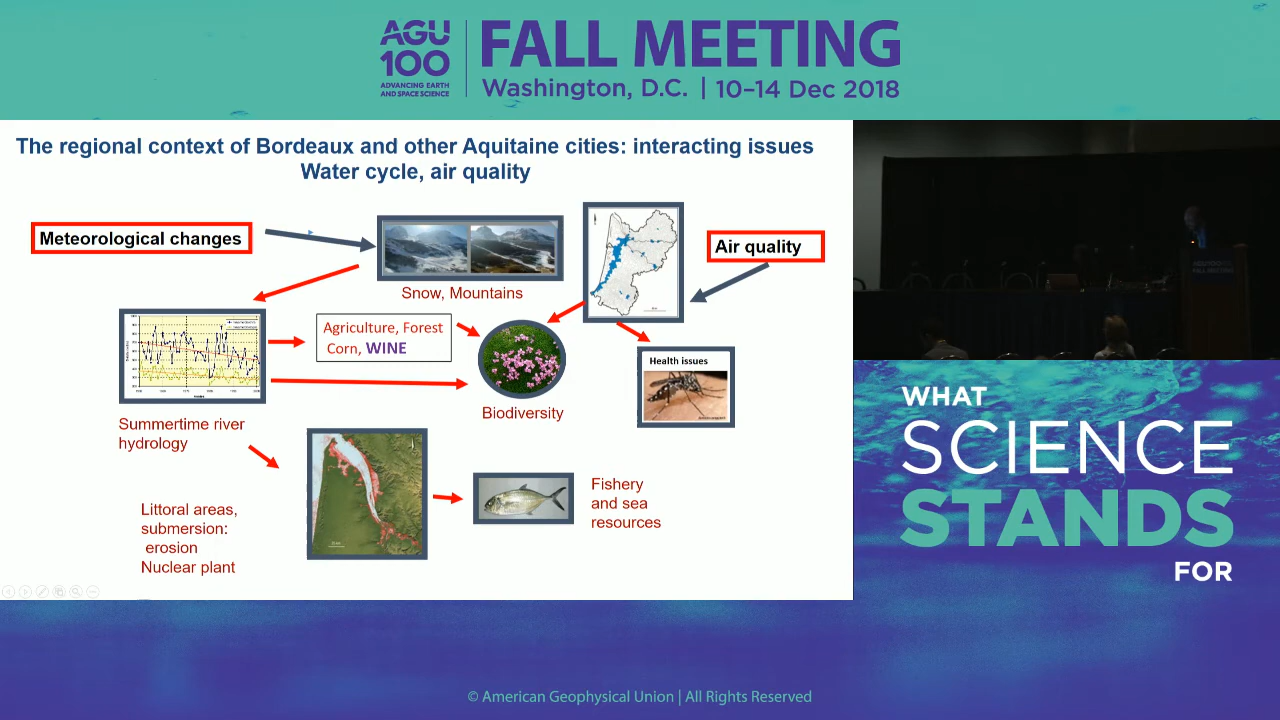 AGU
100
ADVANCING EARTH
AND SPACE SCIENCE
FALL MEETING
Washington, D.C. | 10–14 Dec 2018
The regional context of Bordeaux and other Aquitaine cities: interacting issues
Water cycle, air quality
Meteorological changes
Air quality
Snow, Mountains
Agriculture, Forest
Corn, WINE
Health issues
Biodiversity
Summertime river
hydrology
Fishery
and sea
resources
Littoral areas,
submersion:
erosion
Nuclear plant
AGU100
FALL MEETING
WHAT
SCIENCE
STANDS
FOR
© American Geophysical Union | All Rights Reserved